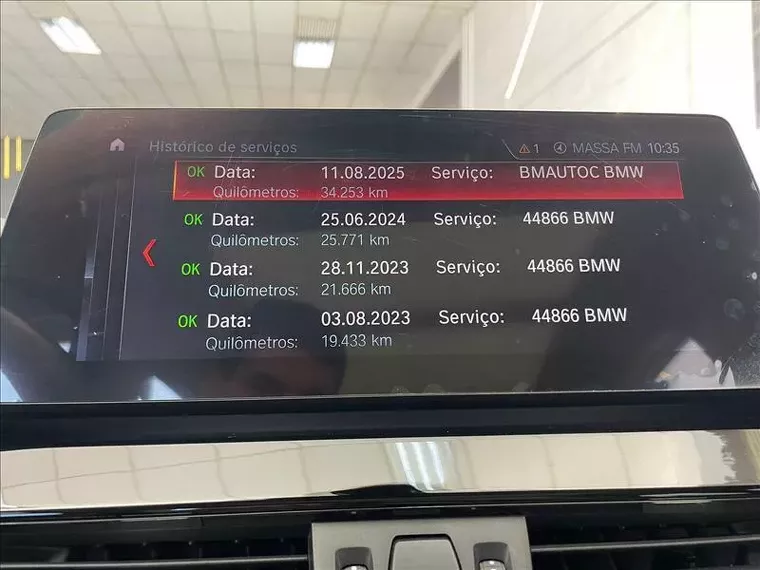 Histórico de serviços 1 MASSA FM 10:35
OK Data: 11.08.2025 Serviço: BMAUTOC BMW
Quilômetros: 34.253 km
OK Data: 25.06.2024 Serviço: 44866 BMW
Quilômetros: 25.771 km
OK Data: 28.11.2023 Serviço: 44866 BMW
Quilômetros: 21.666 km
OK Data: 03.08.2023 Serviço: 44866 BMW
Quilômetros: 19.433 km